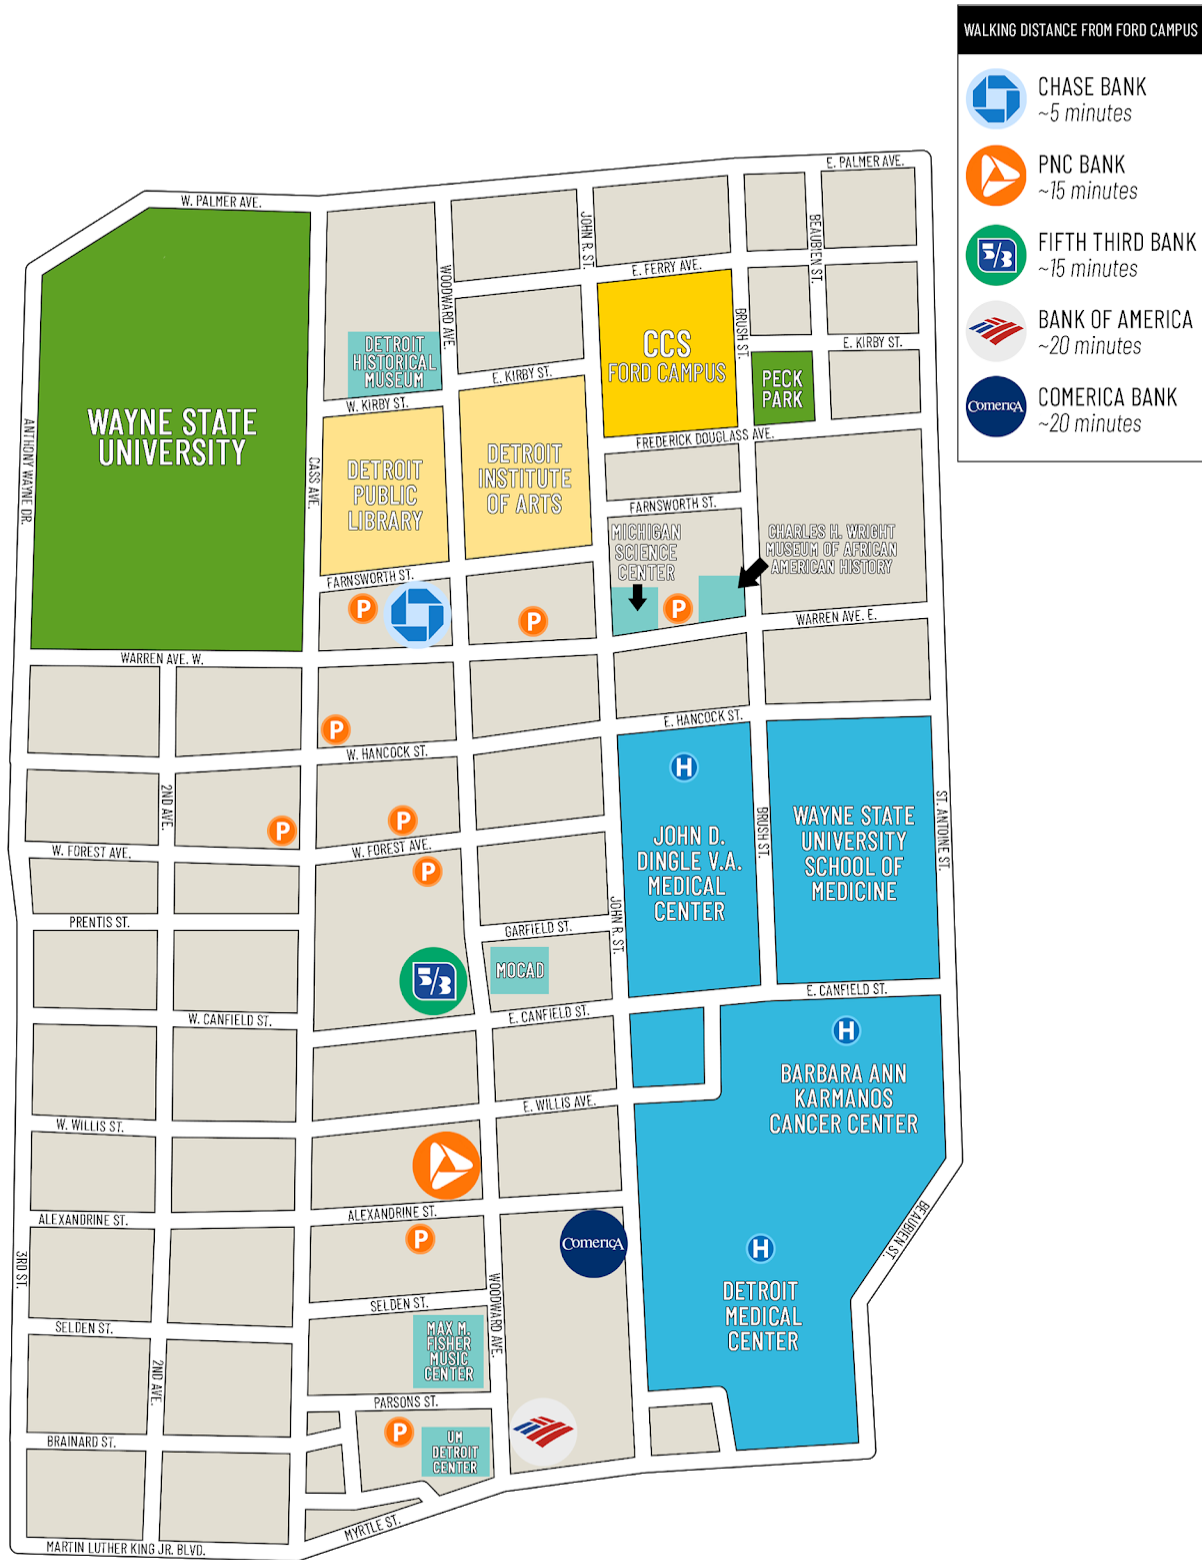 WALKING DISTANCE FROM FORD CAMPUS
CHASE BANK
~5 minutes
PNC BANK
~15 minutes
5/3
FIFTH THIRD BANK
~15 minutes
BANK OF AMERICA
~20 minutes
Comerica
COMERICA BANK
~20 minutes
E. PALMER AVE.
W. PALMER AVE.
JOHN R. ST.
BEAUBIEN ST.
WOODWARD AVE.
E. FERRY AVE.
BRUSH ST.
DETROIT
HISTORICAL
MUSEUM
CCS
FORD CAMPUS
E. KIRBY ST.
E. KIRBY ST.
PECK
PARK
W. KIRBY ST.
WAYNE STATE
UNIVERSITY
ANTHONY WAYNE DR.
CASS AVE.
FREDERICK DOUGLASS AVE.
DETROIT
PUBLIC
LIBRARY
DETROIT
INSTITUTE
OF ARTS
FARNSWORTH ST.
MICHIGAN
SCIENCE
CENTER
CHARLES H. WRIGHT
MUSEUM OF AFRICAN
AMERICAN HISTORY
FARNSWORTH ST.
P
P
P
WARREN AVE. E.
WARREN AVE. W.
E. HANCOCK ST.
P
W. HANCOCK ST.
H
2ND AVE.
P
P
JOHN D.
DINGLE V.A.
MEDICAL
CENTER
BRUSH ST.
WAYNE STATE
UNIVERSITY
SCHOOL OF
MEDICINE
ST. ANTOINE ST.
W. FOREST AVE.
W. FOREST AVE.
P
JOHN R. ST.
PRENTIS ST.
GARFIELD ST.
5/3
MOCAD
E. CANFIELD ST.
W. CANFIELD ST.
E. CANFIELD ST.
H
BARBARA ANN
KARMANOS
CANCER CENTER
E. WILLIS AVE.
W. WILLIS ST.
ALEXANDRINE ST.
ALEXANDRINE ST.
P
Comerica
H
BEAUBIEN ST.
3RD ST.
WOODWARD AVE.
DETROIT
MEDICAL
CENTER
SELDEN ST.
SELDEN ST.
MAX M.
FISHER
MUSIC
CENTER
2ND AVE.
PARSONS ST.
P
UM
DETROIT
CENTER
BRAINARD ST.
MYRTLE ST.
MARTIN LUTHER KING JR. BLVD.